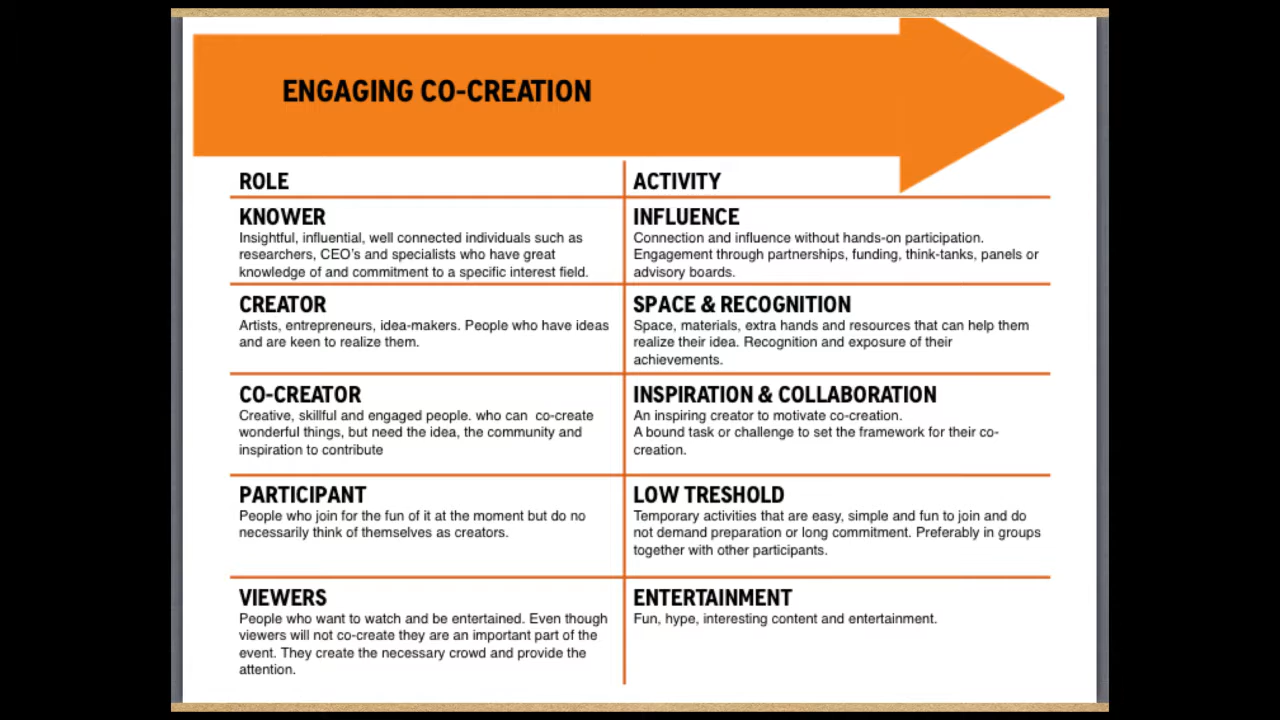 ENGAGING CO-CREATION
ROLE
ACTIVITY
KNOWER
Insightful, influential, well connected individuals such as
researchers, CEO's and specialists who have great
knowledge of and commitment to a specific interest field.
INFLUENCE
Connection and influence without hands-on participation.
Engagement through partnerships, funding, think-tanks, panels or
advisory boards.
CREATOR
Artists, entrepreneurs, idea-makers. People who have ideas
and are keen to realize them.
SPACE & RECOGNITION
Space, materials, extra hands and resources that can help them
realize their idea. Recognition and exposure of their
achievements.
CO-CREATOR
Creative, skillful and engaged people. who can  co-create
wonderful things, but need the idea, the community and
inspiration to contribute
INSPIRATION & COLLABORATION
An inspiring creator to motivate co-creation.
A bound task or challenge to set the framework for their co-
creation.
PARTICIPANT
People who join for the fun of it at the moment but do no
necessarily think of themselves as creators.
LOW TRESHOLD
Temporary activities that are easy, simple and fun to join and do
not demand preparation or long commitment. Preferably in groups
together with other participants.
VIEWERS
People who want to watch and be entertained. Even though
viewers will not co-create they are an important part of the
event. They create the necessary crowd and provide the
attention.
ENTERTAINMENT
Fun, hype, interesting content and entertainment.